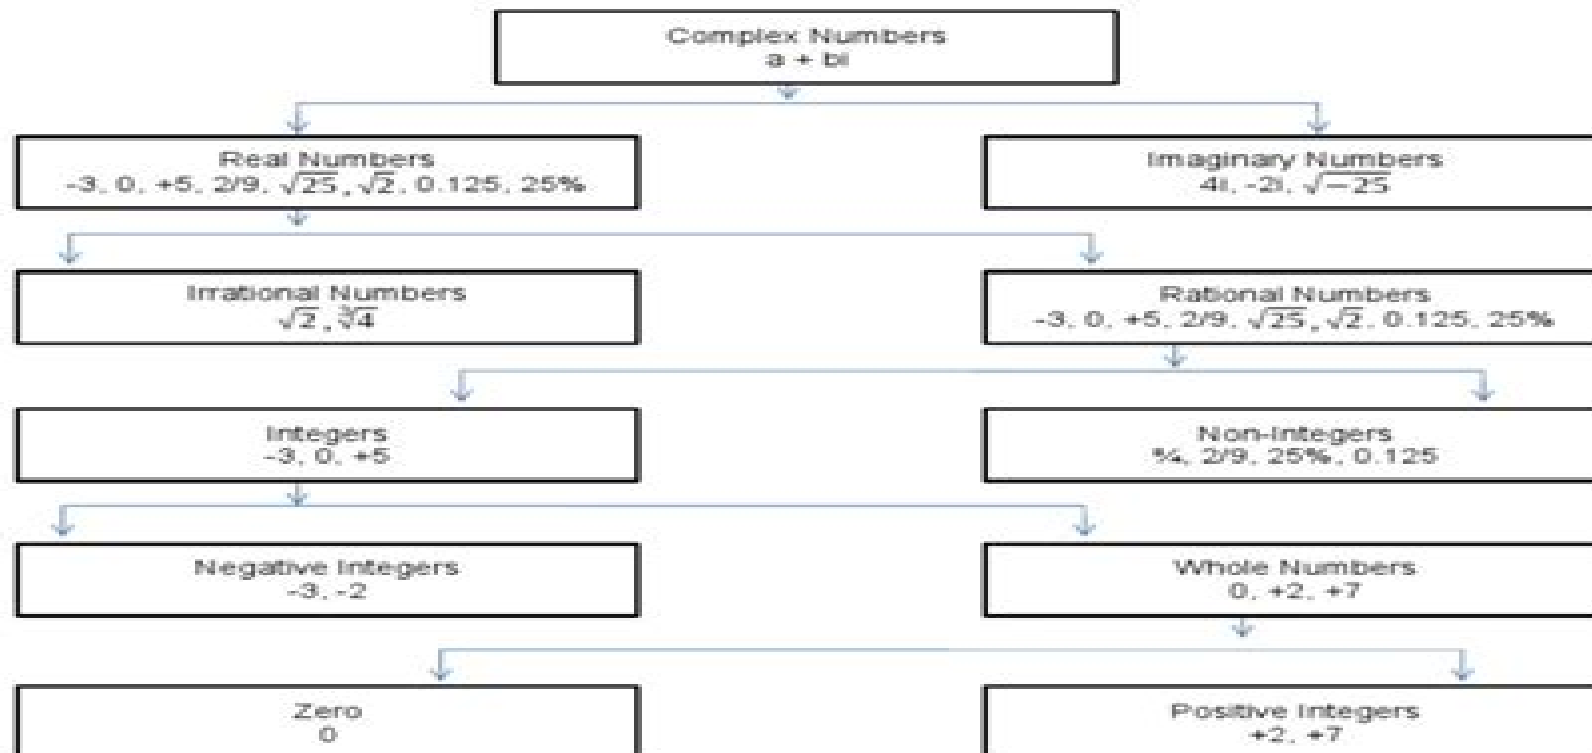 Complex Numbers
a + bi
Real Numbers
-3, 0, +5, 2/9, √25, √2, 0.125, 25%
Imaginary Numbers
4i, -2i, √−25
Irrational Numbers
√2, ∛4
Rational Numbers
-3, 0, +5, 2/9, √25, √2, 0.125, 25%
Integers
-3, 0, +5
Non-Integers
2/9, 25%, 0.125
Negative Integers
-3, -2
Whole Numbers
0, +2, +7
Zero
0
Positive Integers
+2, +7